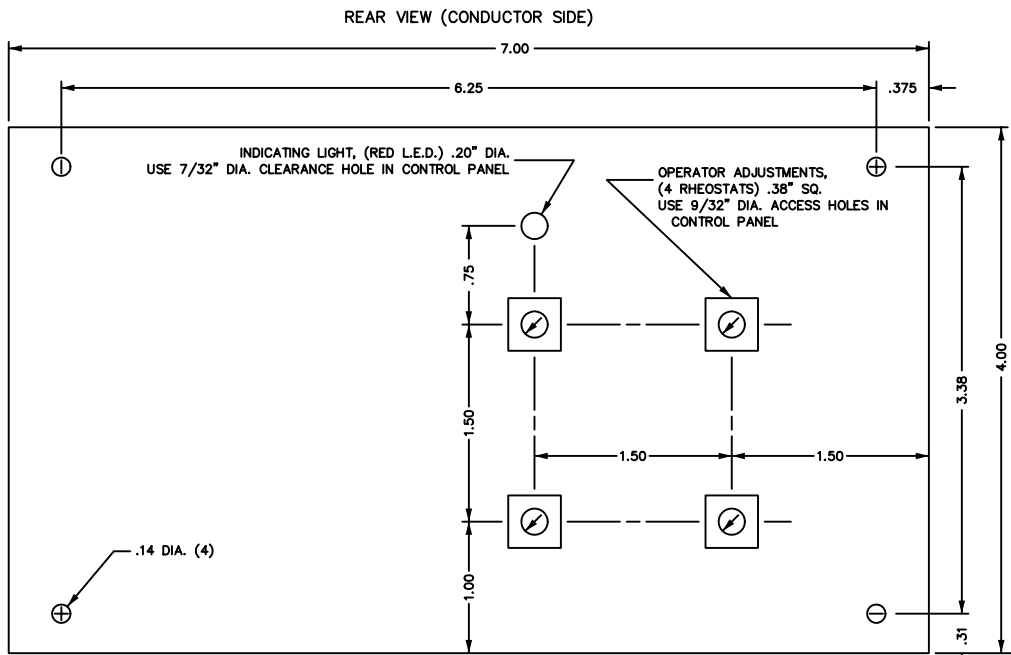 REAR VIEW (CONDUCTOR SIDE)
7.00
6.25
.375
INDICATING LIGHT, (RED L.E.D.) .20" DIA.
USE 7/32" DIA. CLEARANCE HOLE IN CONTROL PANEL
OPERATOR ADJUSTMENTS,
(4 RHEOSTATS) .38" SQ.
USE 9/32" DIA. ACCESS HOLES IN
CONTROL PANEL
.75
4.00
3.38
1.50
1.50
1.50
.14 DIA. (4)
1.00
.31